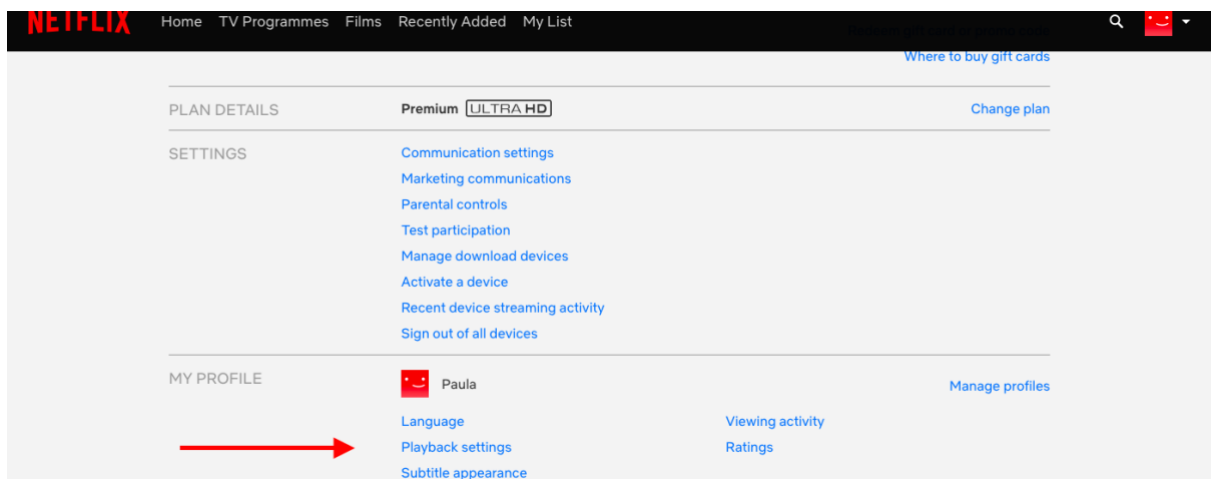 NETFLIX Home TV Programmes Films Recently Added My List
Where to buy gift cards
PLAN DETAILS Premium ULTRA HD Change plan
SETTINGS Communication settings
Marketing communications
Parental controls
Test participation
Manage download devices
Activate a device
Recent device streaming activity
Sign out of all devices
MY PROFILE Paula Manage profiles
Language Viewing activity
Playback settings Ratings
Subtitle appearance